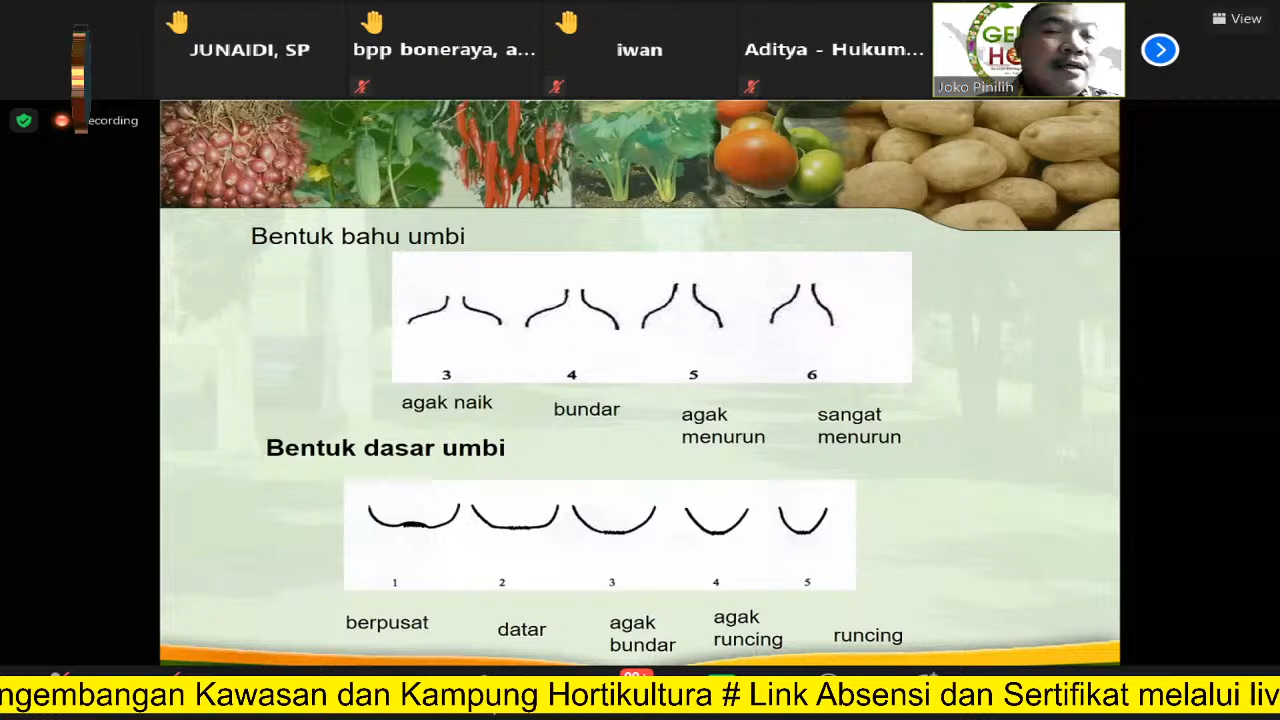 View
JUNAIDI, SP
bpp boneraya, a...
iwan
Aditya - Hukum...
GE
HO
Joko Pinilih
ecording
Bentuk bahu umbi
3 4 5 6
agak naik
bundar
agak
menurun
sangat
menurun
Bentuk dasar umbi
1 2 3 4 5
berpusat
datar
agak
bundar
agak
runcing
runcing
ngembangan Kawasan dan Kampung Hortikultura # Link Absensi dan Sertifikat melalui liv